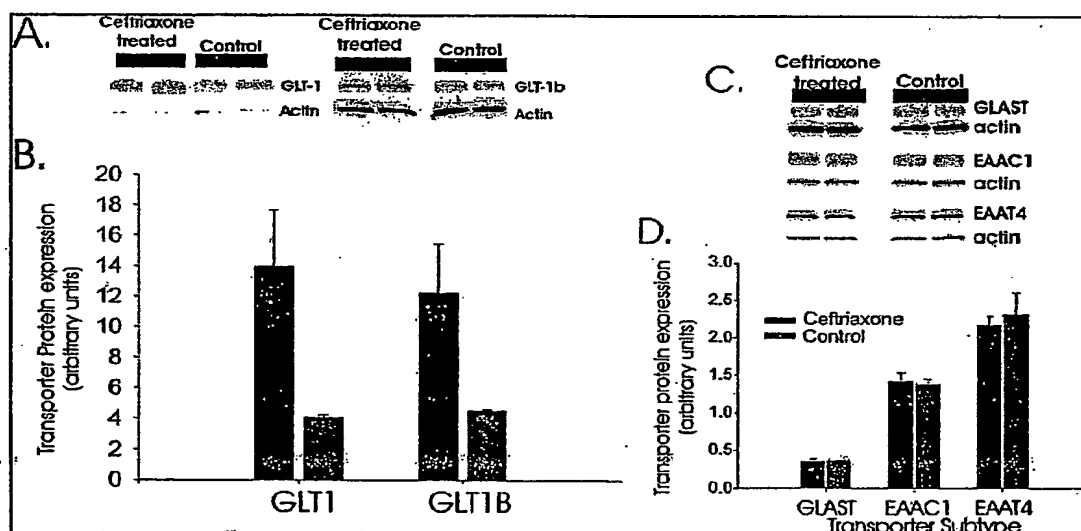 A.
Ceftriaxone
treated
Control
GLT-1
Actin
Ceftriaxone
treated
Control
GLT-1b
Actin
B.
Transporter Protein expression
(arbitrary units)
20
18
16
14
12
10
8
6
4
2
0
GLT1
GLT1B
C.
Ceftriaxone
treated
Control
GLAST
actin
EAAC1
actin
EAAT4
actin
D.
Transporter protein expression
(arbitrary units)
3.0
2.5
2.0
1.5
1.0
0.5
0.0
Ceftriaxone
Control
GLAST
EAAC1
EAAT4
Transporter Subtype